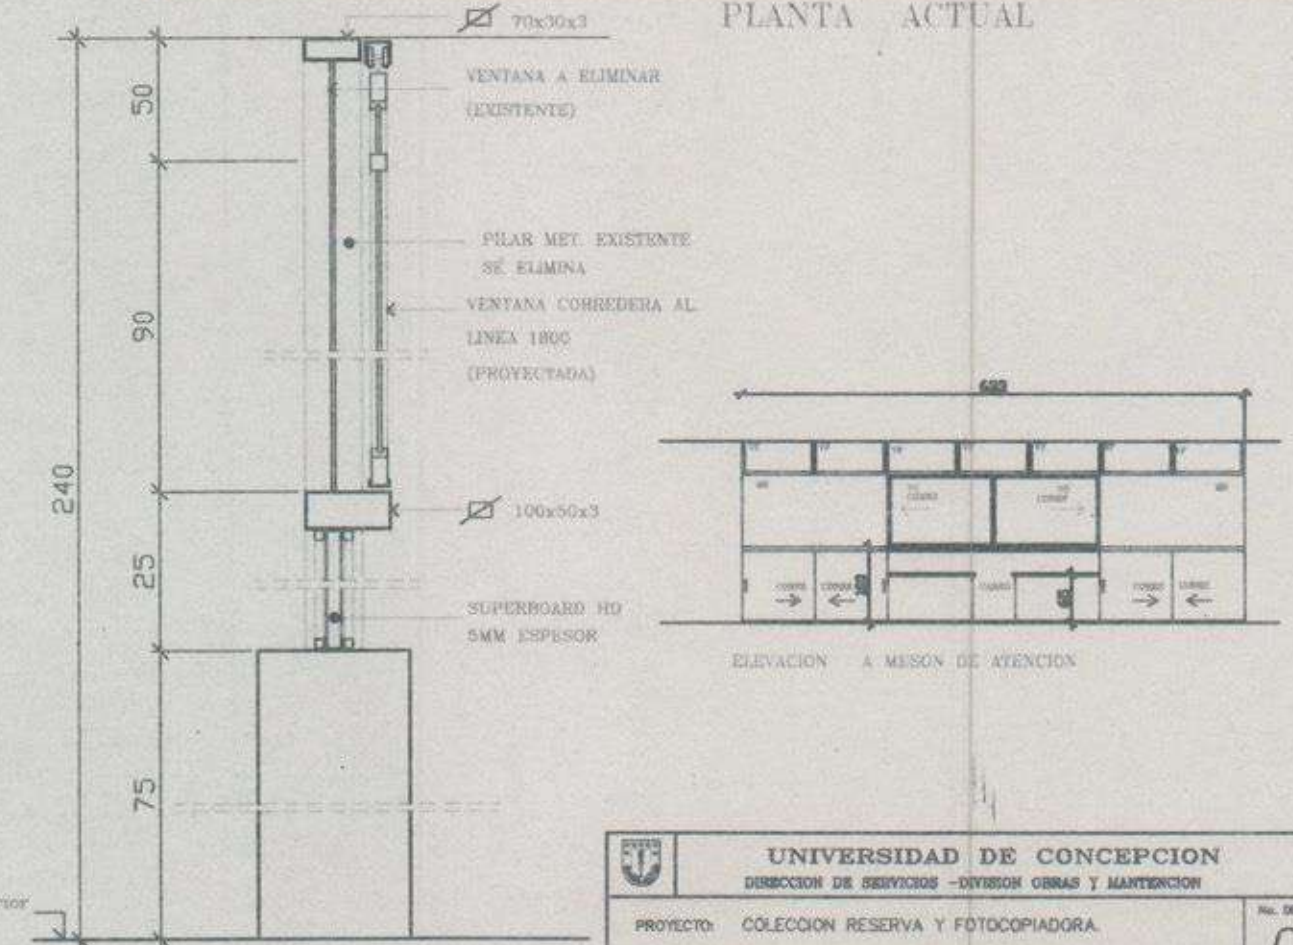 PLANTA ACTUAL
70x30x3
VENTANA A ELIMINAR
(EXISTENTE)
50
PILAR MET. EXISTENTE
SE ELIMINA
VENTANA CORREDERA AL
LINEA 1800
(PROYECTADA)
90
240
100x50x3
25
SUPERBOARD HD
5MM ESPESOR
75
ELEVACION A MESON DE ATENCION
UNIVERSIDAD DE CONCEPCION
DIRECCION DE SERVICIOS -DIVISION OBRAS Y MANTENCION
PROYECTO: COLECCION RESERVA Y FOTOCOPIADORA.